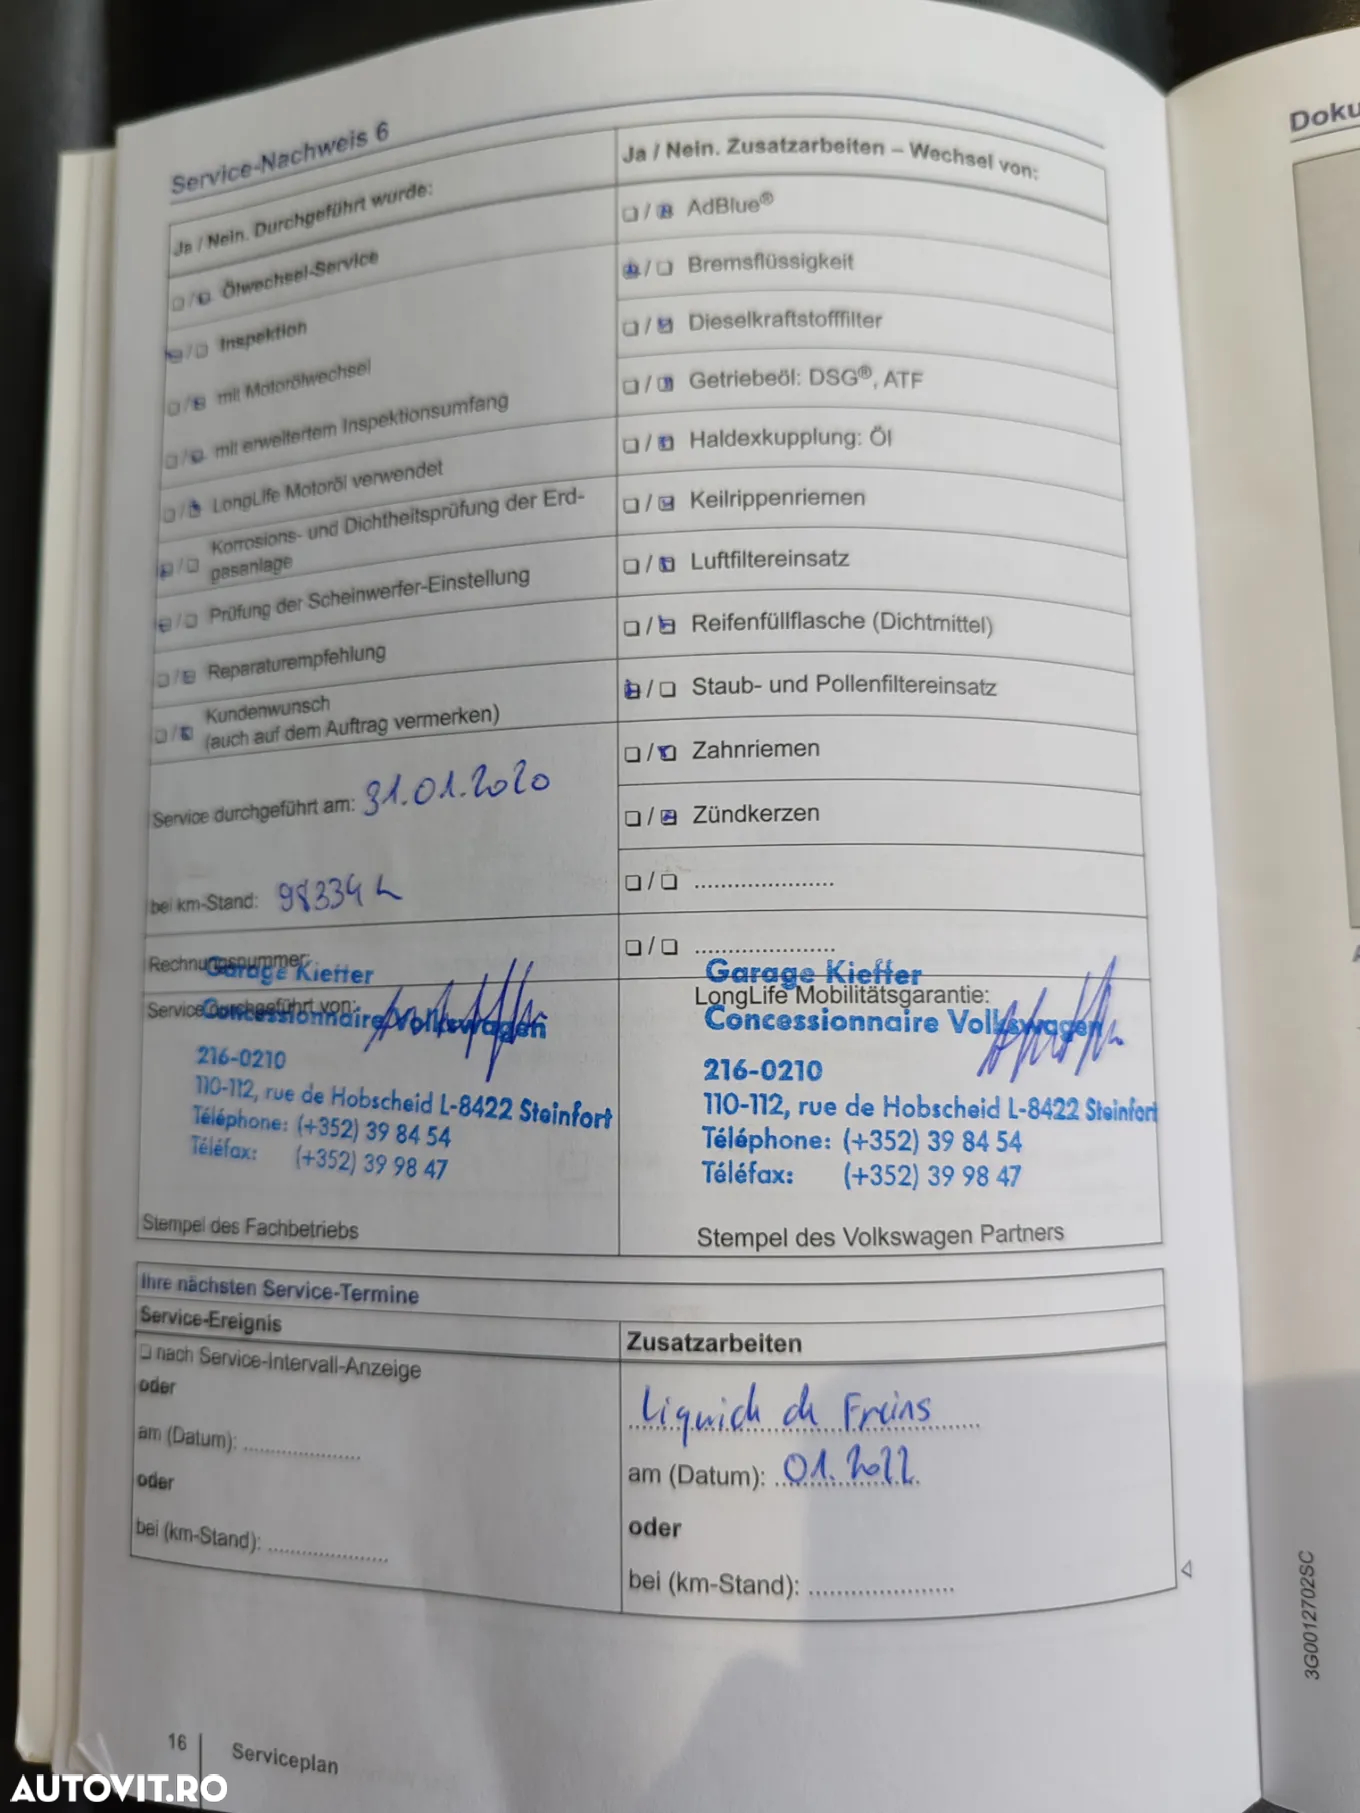 Service-Nachweis 6
Ja / Nein. Durchgeführt wurde:
Ölwechsel-Service
Inspektion
mit Motorölwechsel
mit erweitertem Inspektionsumfang
LongLife Motoröl verwendet
Korrosions- und Dichtheitsprüfung der Erd-
gasanlage
Prüfung der Scheinwerfer-Einstellung
Reparaturempfehlung
Kundenwunsch
(auch auf dem Auftrag vermerken)
Service durchgeführt am: 31.01.2020
bei km-Stand: 98334
Rechnungsnummer:
Garage Kieffer
Service durchgeführt von:
Concessionnaire Volkswagen
216-0210
110-112, rue de Hobscheid L-8422 Steinfort
Téléphone: (+352) 39 84 54
Téléfax: (+352) 39 98 47
Stempel des Fachbetriebs
Ja / Nein. Zusatzarbeiten – Wechsel von:
AdBlue®
Bremsflüssigkeit
Dieselkraftstofffilter
Getriebeöl: DSG®, ATF
Haldexkupplung: Öl
Keilrippenriemen
Luftfiltereinsatz
Reifenfüllflasche (Dichtmittel)
Staub- und Pollenfiltereinsatz
Zahnriemen
Zündkerzen
Garage Kieffer
LongLife Mobilitätsgarantie:
Concessionnaire Volkswagen
216-0210
110-112, rue de Hobscheid L-8422 Steinfort
Téléphone: (+352) 39 84 54
Téléfax: (+352) 39 98 47
Stempel des Volkswagen Partners
Ihre nächsten Service-Termine
Service-Ereignis
nach Service-Intervall-Anzeige
oder
am (Datum):
oder
bei (km-Stand):
Zusatzarbeiten
Liquide de Freins
am (Datum): 01.2022
oder
bei (km-Stand):
16
Serviceplan
Doku
3G0012702SC
AUTOVIT.RO